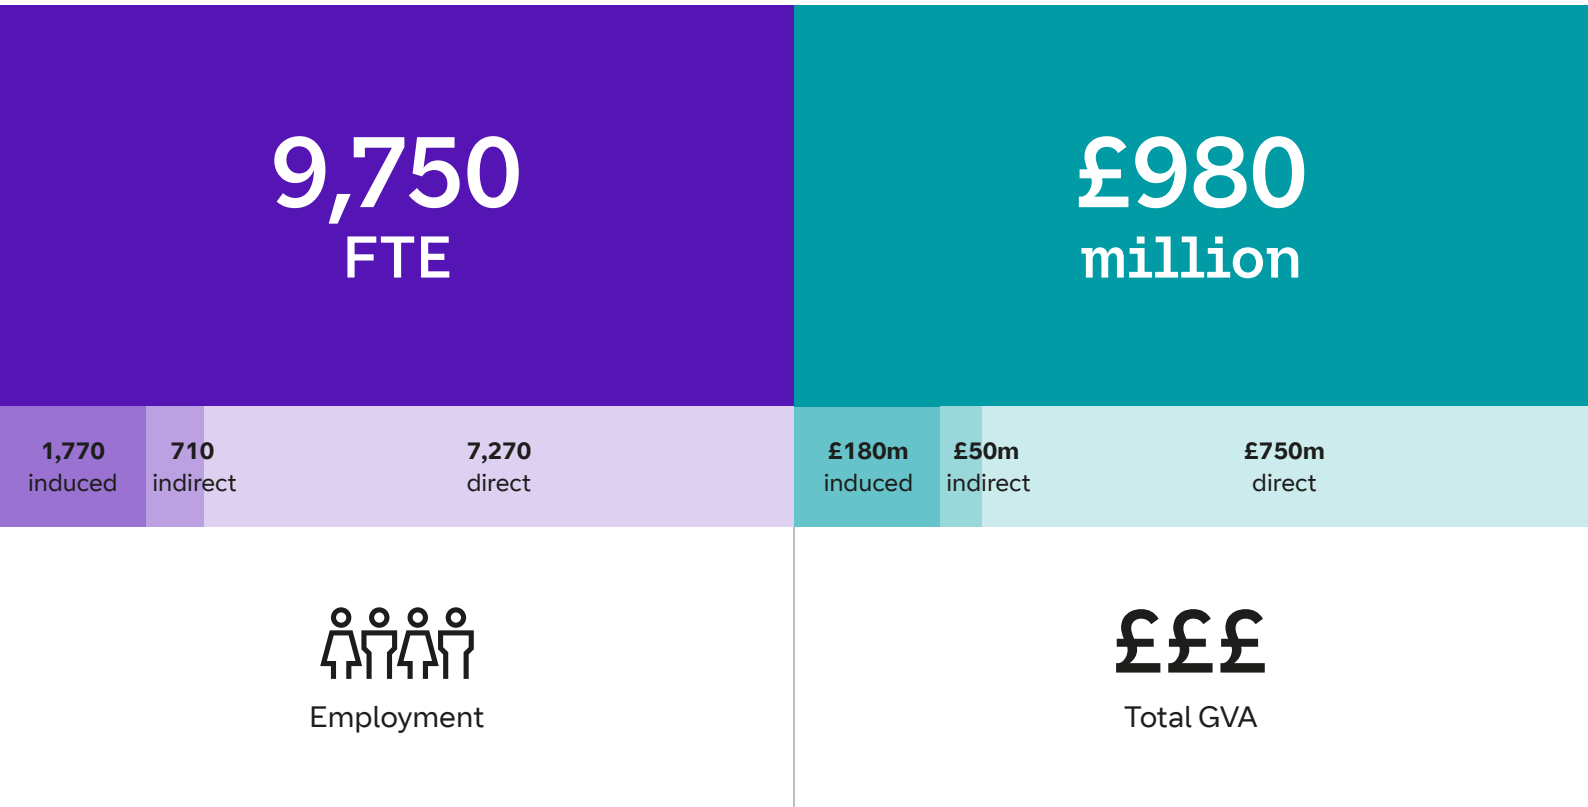 9,750
FTE
£980
million
1,770
induced
710
indirect
7,270
direct
£180m
induced
£50m
indirect
£750m
direct
£££
Employment
Total GVA